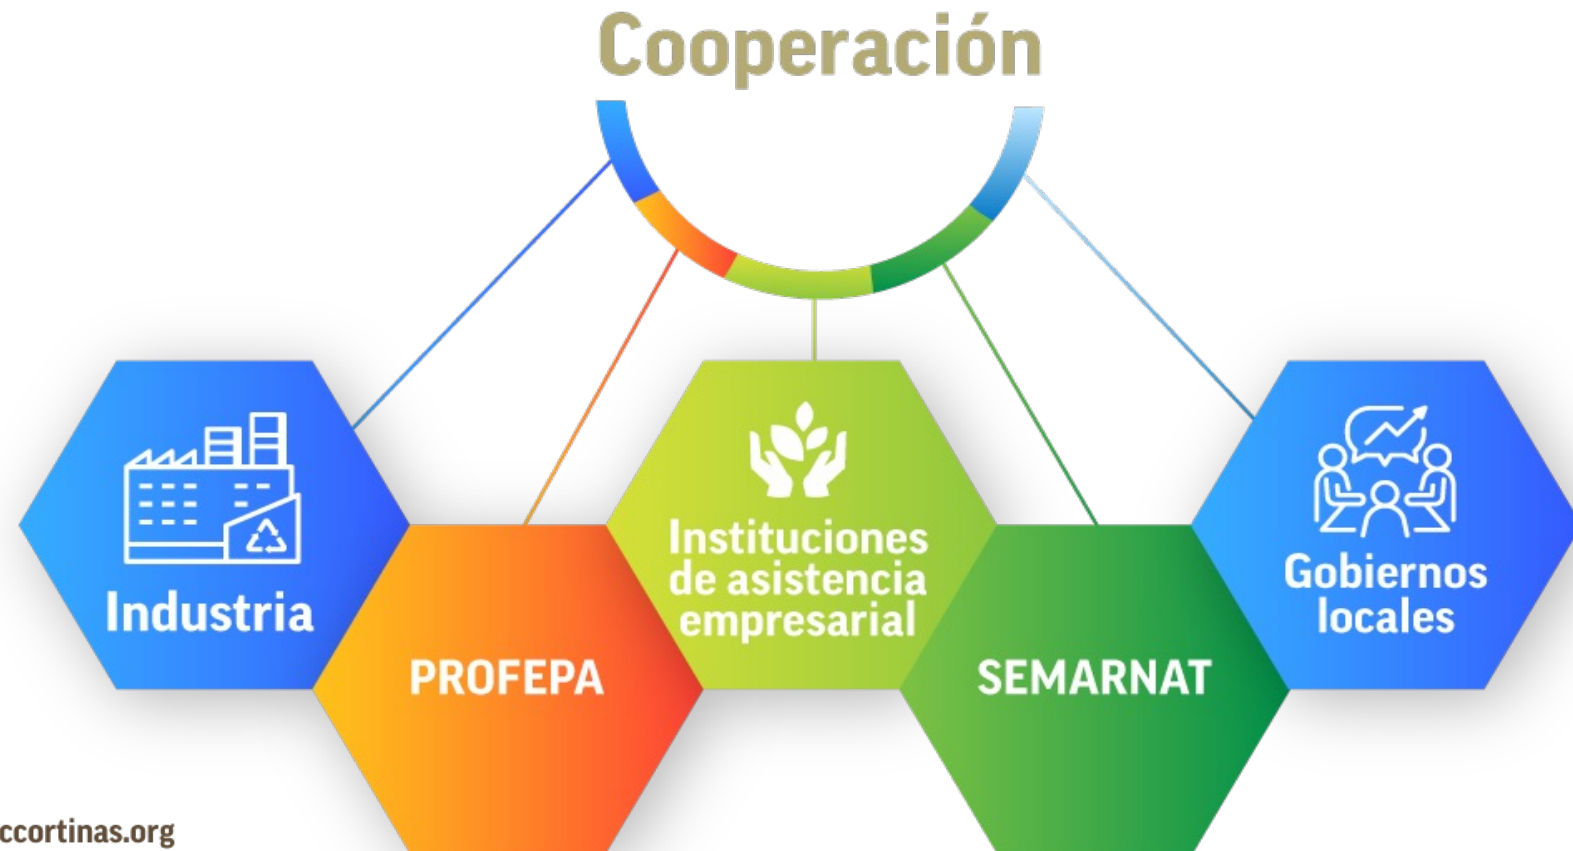 Cooperación
Industria
PROFEPA
Instituciones
de asistencia
empresarial
SEMARNAT
Gobiernos
locales
ccortinas.org